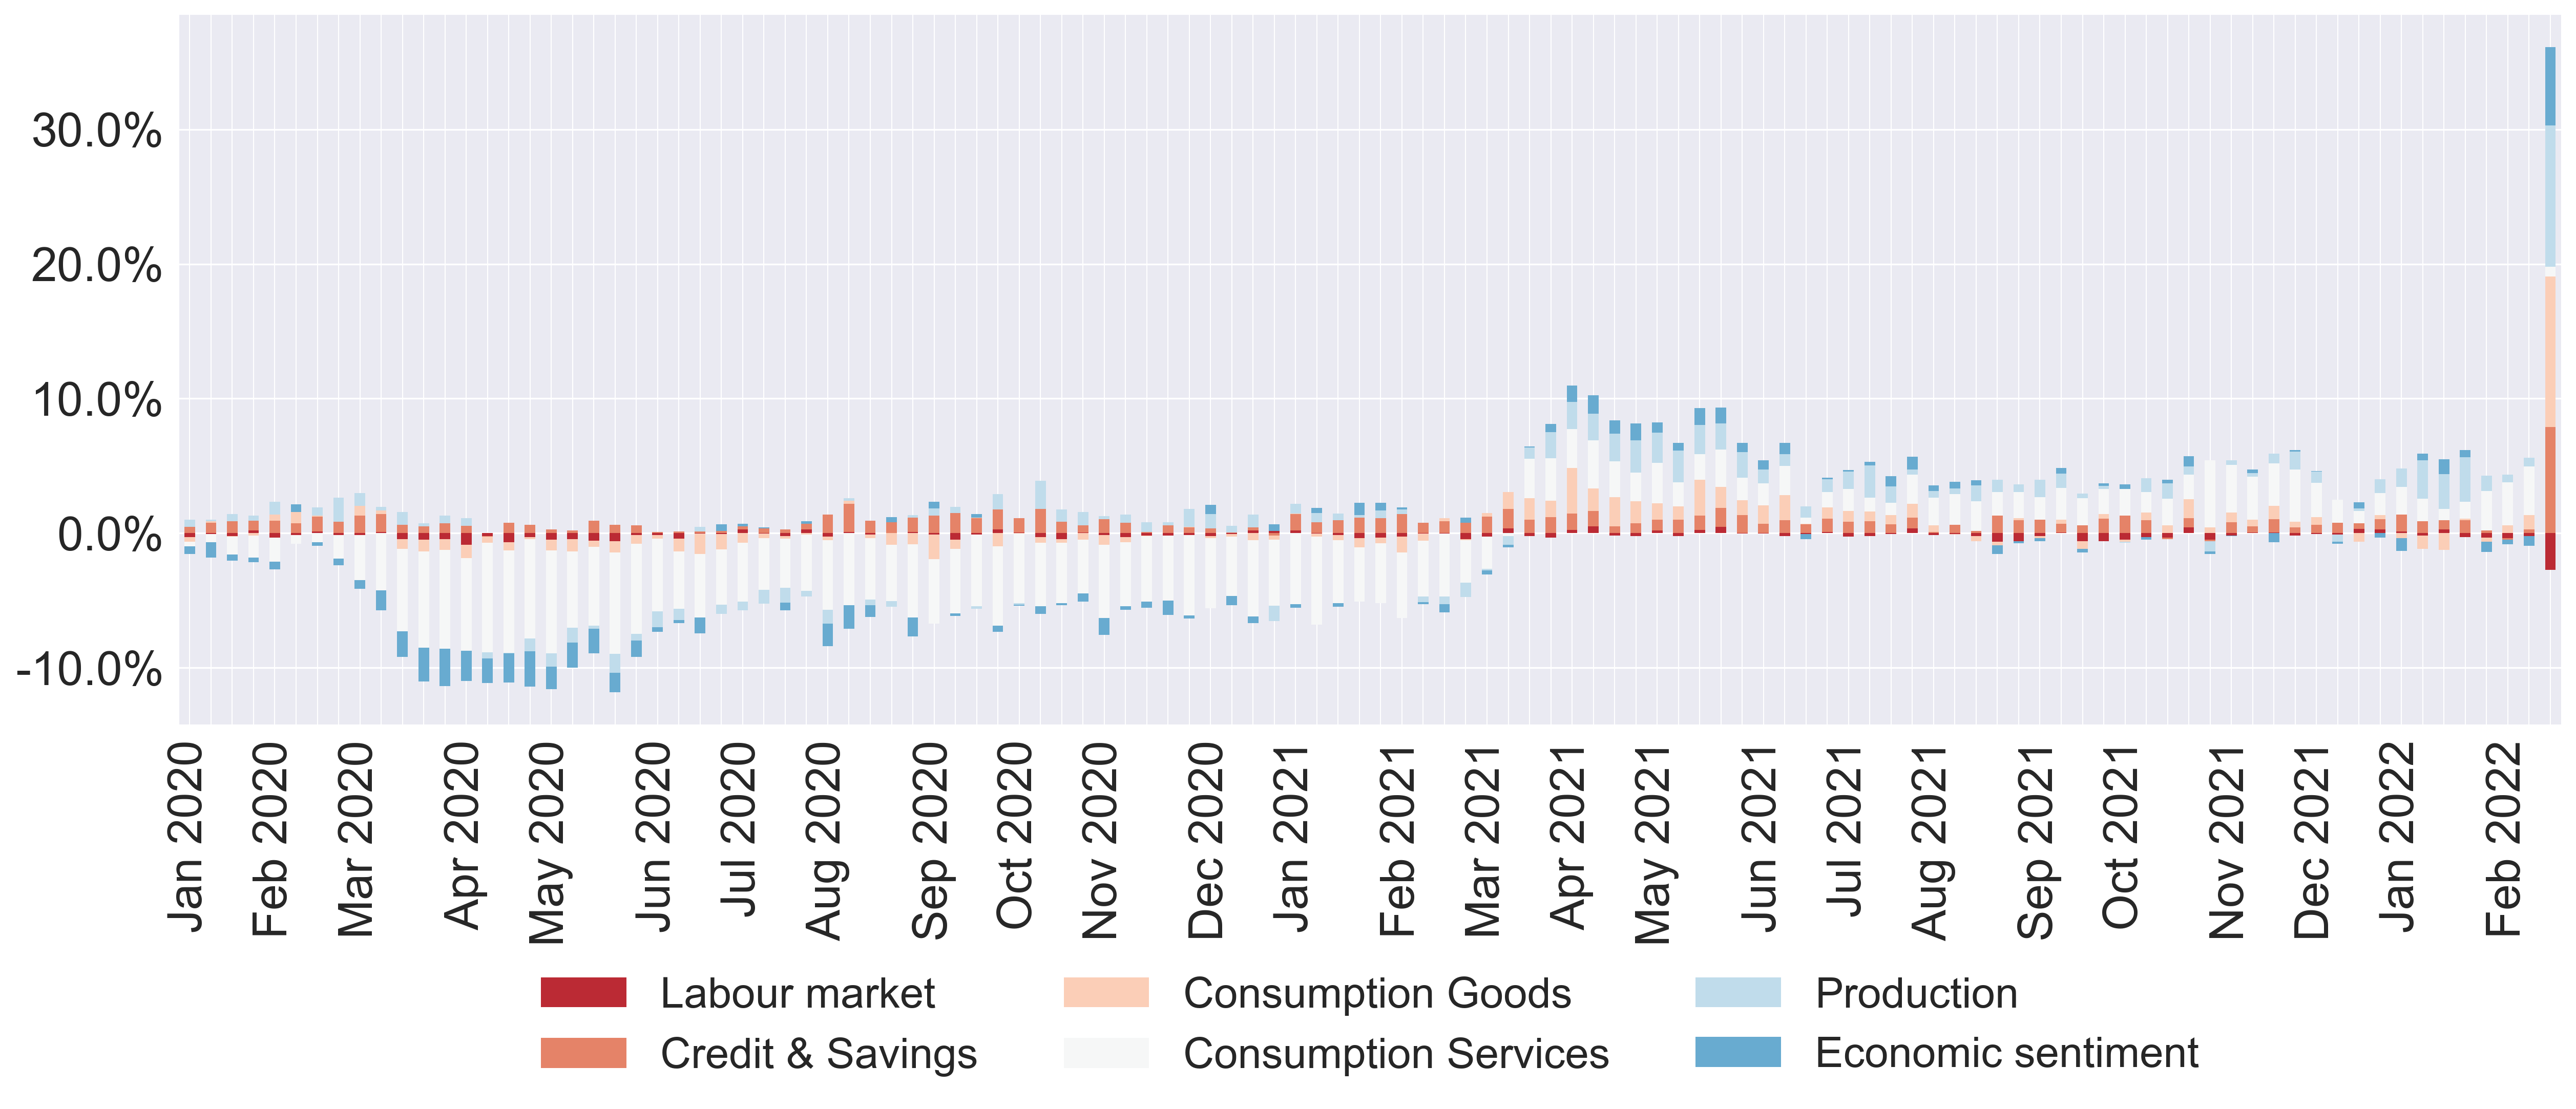 30.0%
20.0%
10.0%
0.0%
-10.0%
Jan 2020
Feb 2020
Mar 2020
Apr 2020
May 2020
Jun 2020
Jul 2020
Aug 2020
Sep 2020
Oct 2020
Nov 2020
Dec 2020
Jan 2021
Feb 2021
Mar 2021
Apr 2021
May 2021
Jun 2021
Jul 2021
Aug 2021
Sep 2021
Oct 2021
Nov 2021
Dec 2021
Jan 2022
Feb 2022
Labour market
Credit & Savings
Consumption Goods
Consumption Services
Production
Economic sentiment